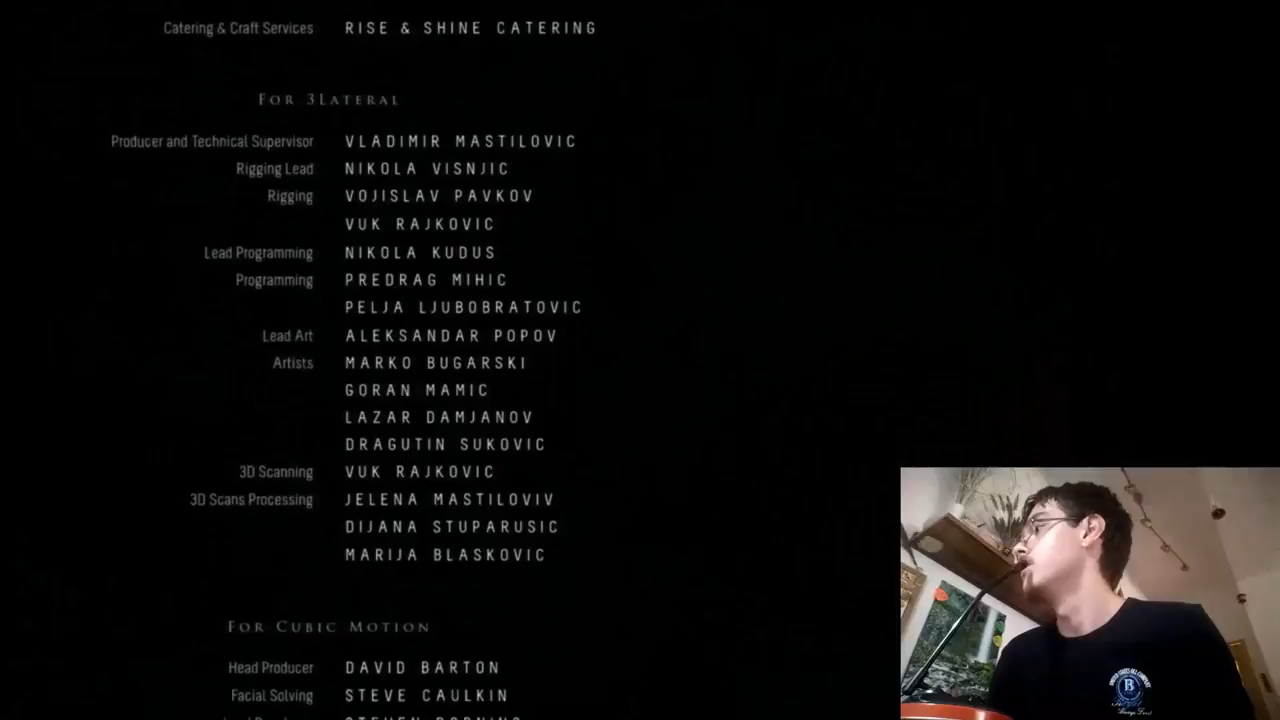 Catering & Craft Services RISE & SHINE CATERING
FOR 3LATERAL
Producer and Technical Supervisor VLADIMIR MASTILOVIC
Rigging Lead NIKOLA VISNJIC
Rigging VOJISLAV PAVKOV
VUK RAJKOVIC
Lead Programming NIKOLA KUDUS
Programming PREDRAG MIHIC
PELJA LJUBOBRATOVIC
Lead Art ALEKSANDAR POPOV
Artists MARKO BUGARSKI
GORAN MAMIC
LAZAR DAMJANOV
DRAGUTIN SUKOVIC
3D Scanning VUK RAJKOVIC
3D Scans Processing JELENA MASTILOVIV
DIJANA STUPARUSIC
MARIJA BLASKOVIC
FOR CUBIC MOTION
Head Producer DAVID BARTON
Facial Solving STEVE CAULKIN
B